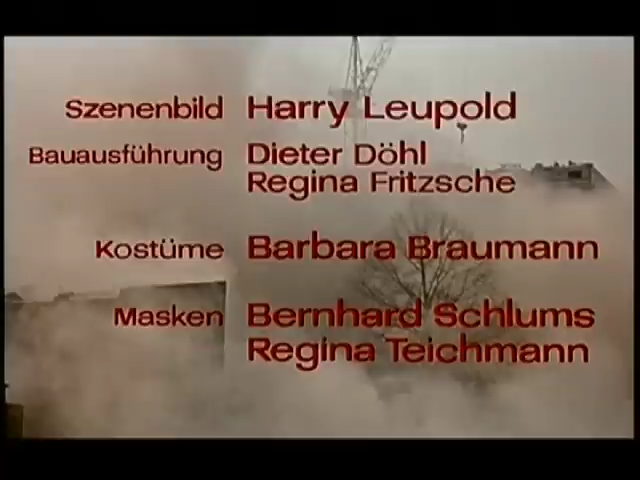 Szenenbild Harry Leupold
Bauausführung Dieter Döhl
Regina Fritzsche
Kostüme Barbara Braumann
Masken Bernhard Schlums
Regina Teichmann